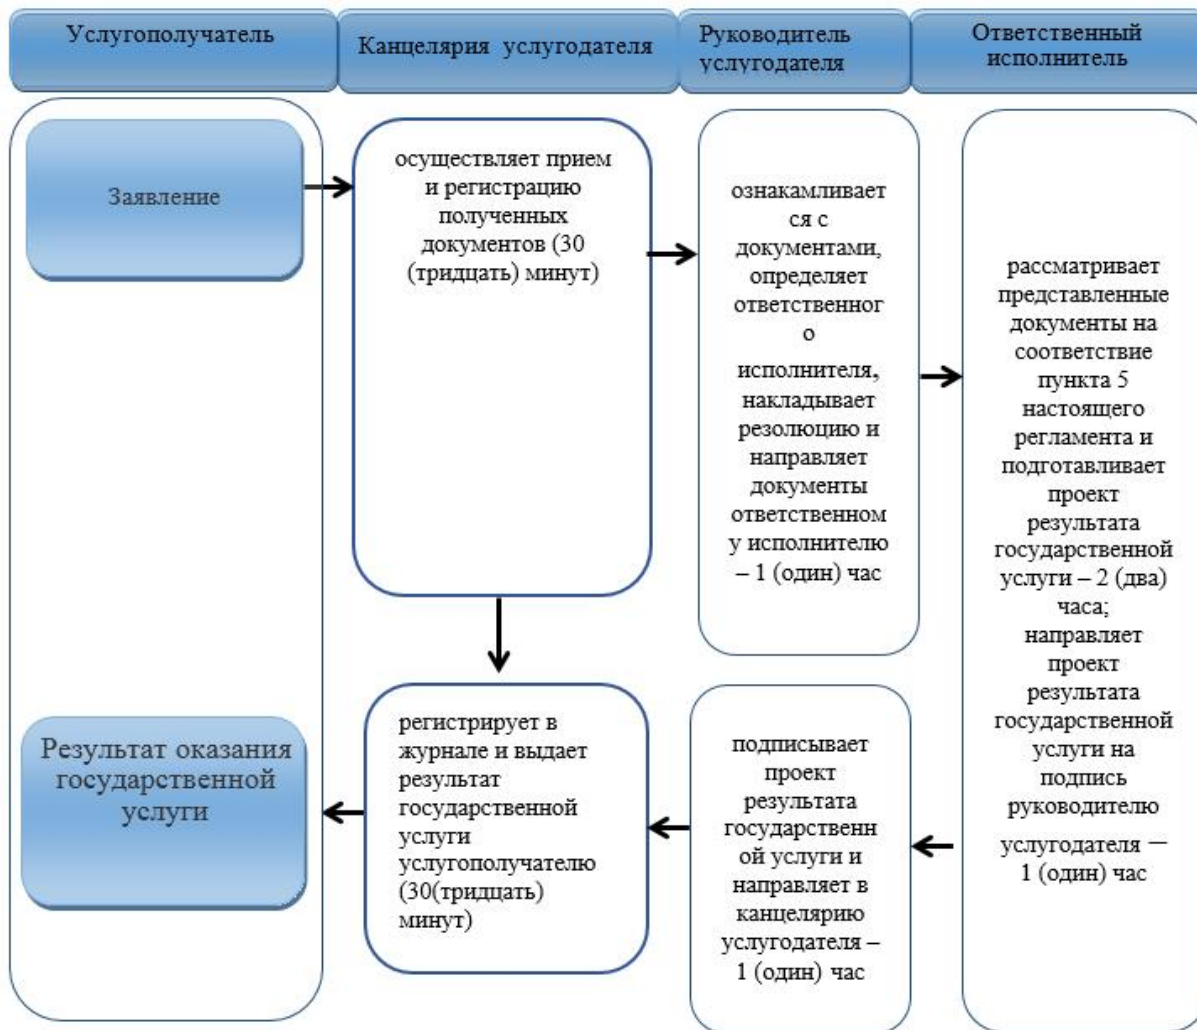 Услугополучатель
Канцелярия услугодателя
Руководитель
услугодателя
Ответственный
исполнитель
Заявление
осуществляет прием
и регистрацию
полученных
документов (30
(тридцать) минут)
ознакамливает
ся с
документами,
определяет
ответственног
о
исполнителя,
накладывает
резолюцию и
направляет
документы
ответственном
у исполнителю
– 1 (один) час
рассматривает
представленные
документы на
соответствие
пункта 5
настоящего
регламента и
подготавливает
проект
результата
государственной
услуги – 2 (два)
часа;
направляет
проект
результата
государственной
услуги на
подпись
руководителю
услугодателя —
1 (один) час
подписывает
проект
результата
государственн
ой услуги и
направляет в
канцелярию
услугодателя –
1 (один) час
регистрирует в
журнале и выдает
результат
государственной
услуги
услугополучателю
(30(тридцать)
минут)
Результат оказания
государственной
услуги